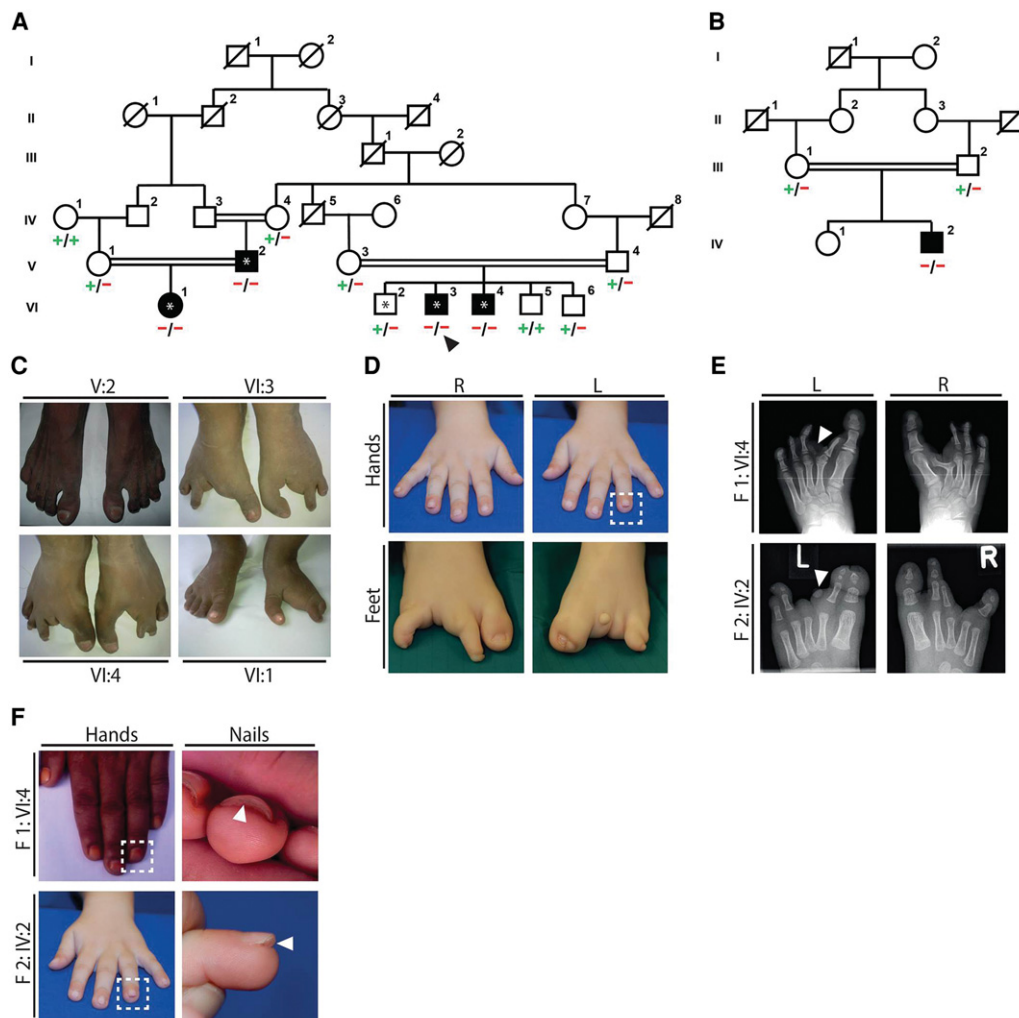 A
I
1
2
II
1
2
3
4
III
1
2
IV
1
2
3
4
5
6
7
8
+/+
+/-
V
1
2
3
4
+/-
*
-/-
+/-
+/-
VI
1
2
3
4
5
6
*
*
*
-/-
+/-
-/-
-/-
+/+
+/-
B
I
1
2
II
1
2
3
III
1
2
+/-
+/-
IV
1
2
-/-
C
V:2
VI:3
VI:4
VI:1
D
R
L
Hands
Feet
E
L
R
F 1: VI:4
F 2: IV:2
L
R
F
Hands
Nails
F 1: VI:4
F 2: IV:2